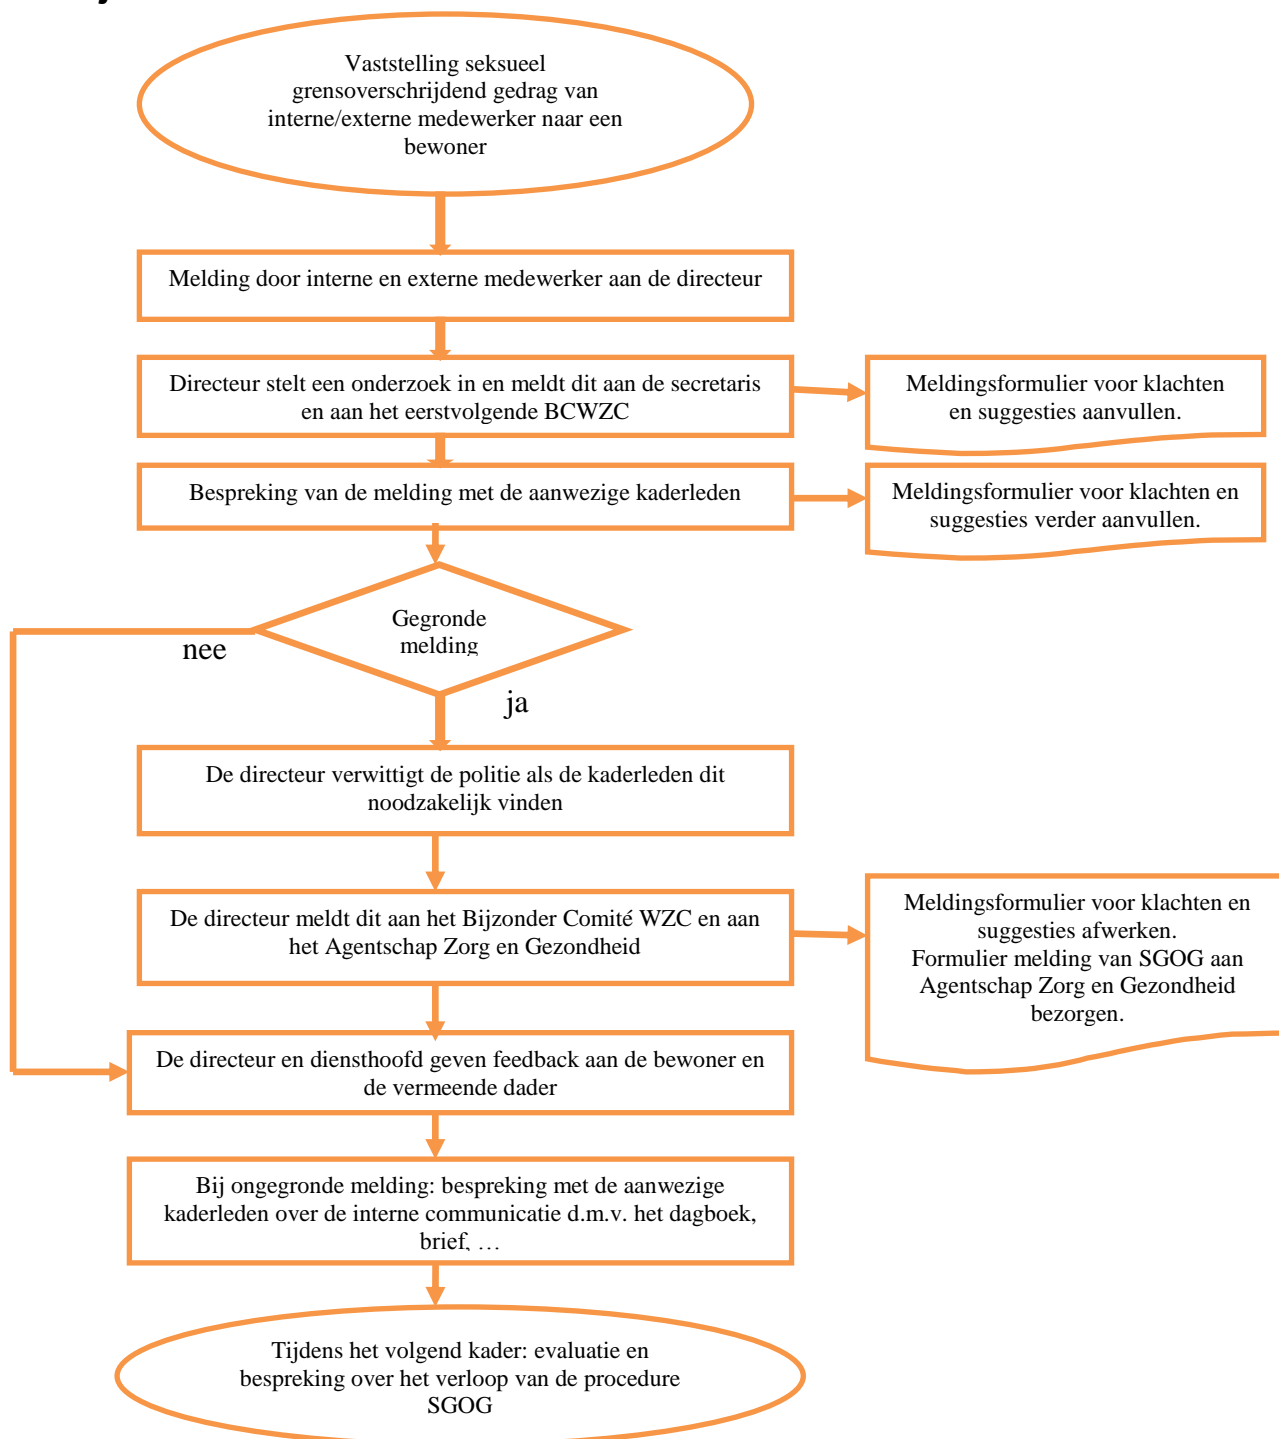 Vaststelling seksueel
grensoverschrijdend gedrag van
interne/externe medewerker naar een
bewoner
Melding door interne en externe medewerker aan de directeur
Directeur stelt een onderzoek in en meldt dit aan de secretaris
en aan het eerstvolgende BCWZC
Meldingsformulier voor klachten
en suggesties aanvullen.
Bespreking van de melding met de aanwezige kaderleden
Meldingsformulier voor klachten en
suggesties verder aanvullen.
Gegronde
melding
nee
ja
De directeur verwittigt de politie als de kaderleden dit
noodzakelijk vinden
De directeur meldt dit aan het Bijzonder Comité WZC en aan
het Agentschap Zorg en Gezondheid
Meldingsformulier voor klachten en
suggesties afwerken.
Formulier melding van SGOG aan
Agentschap Zorg en Gezondheid
bezorgen.
De directeur en diensthoofd geven feedback aan de bewoner en
de vermeende dader
Bij ongegronde melding: bespreking met de aanwezige
kaderleden over de interne communicatie d.m.v. het dagboek,
brief, …
Tijdens het volgend kader: evaluatie en
bespreking over het verloop van de procedure
SGOG